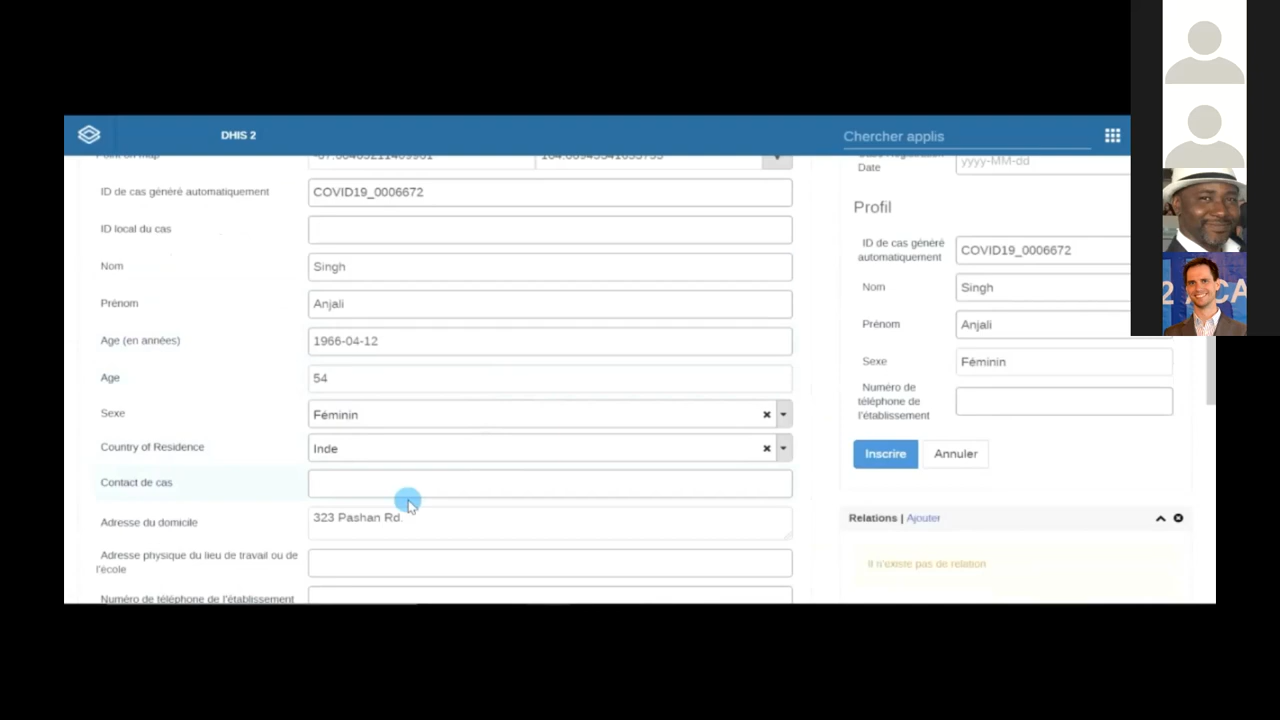 DHIS 2
Chercher applis
Point on map
ID de cas généré automatiquement COVID19_0006672
ID local du cas
Nom Singh
Prénom Anjali
Age (en années) 1966-04-12
Age 54
Sexe Féminin
Country of Residence Inde
Contact de cas
Adresse du domicile 323 Pashan Rd.
Adresse physique du lieu de travail ou de
l'école
Numéro de téléphone de l'établissement
Date yyyy-MM-dd
Profil
ID de cas généré
automatiquement COVID19_0006672
Nom Singh
Prénom Anjali
Sexe Féminin
Numéro de
téléphone de
l'établissement
Inscrire Annuler
Relations | Ajouter
Il n'existe pas de relation